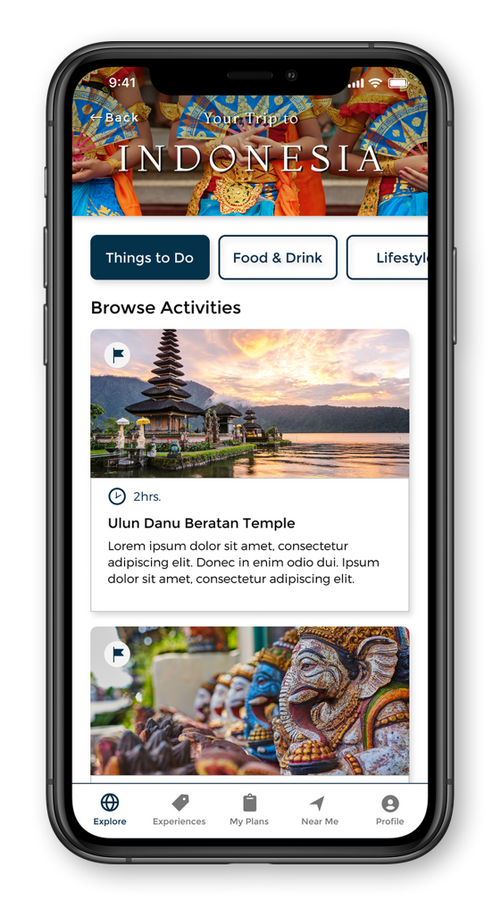 9:41
←Back
Your Trip to
INDONESIA
Things to Do
Food & Drink
Lifestyle
Browse Activities
2hrs.
Ulun Danu Beratan Temple
Lorem ipsum dolor sit amet, consectetur
adipiscing elit. Donec in enim odio dui. Ipsum
dolor sit amet, consectetur adipiscing elit.
Explore
Experiences
My Plans
Near Me
Profile